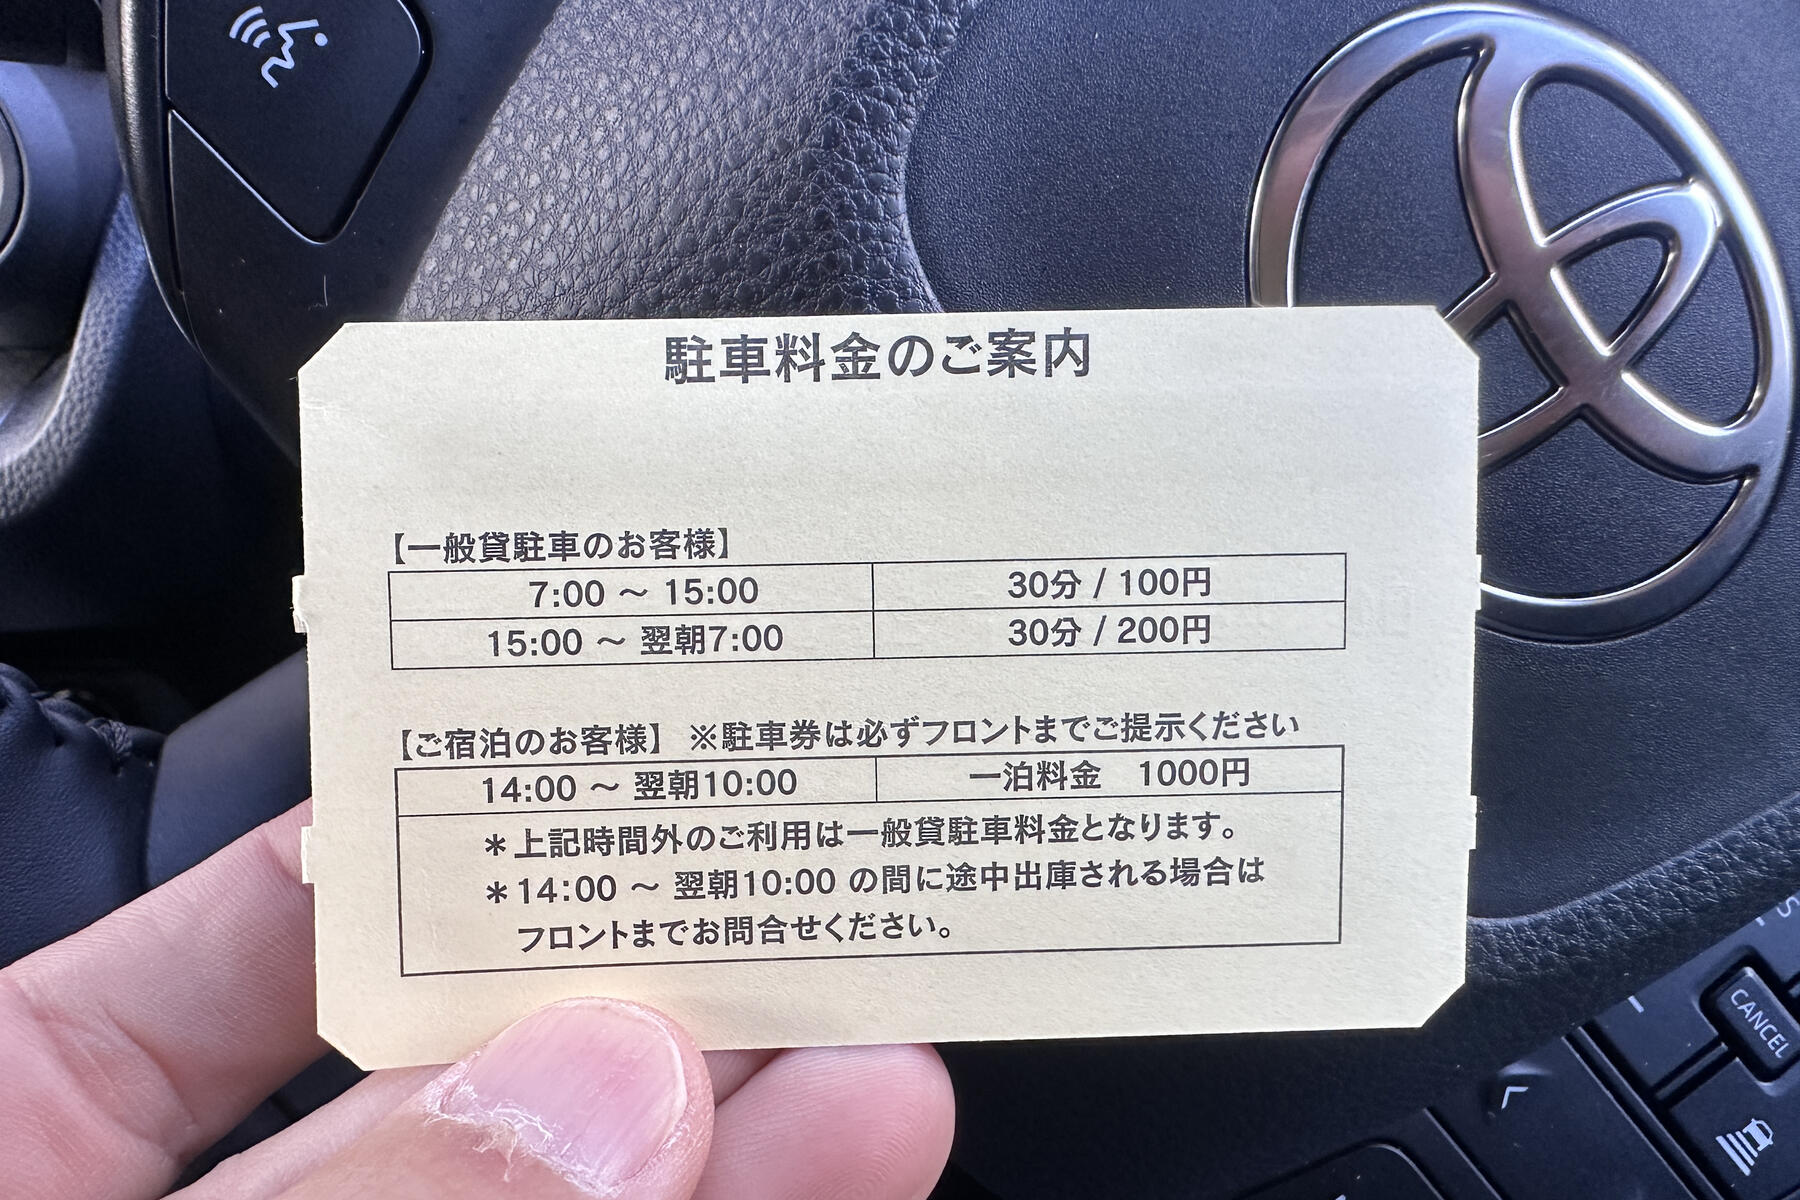 駐車料金のご案内
【一般貸駐車のお客様】
7:00 ～ 15:00 30分 / 100円
15:00 ～ 翌朝7:00 30分 / 200円
【ご宿泊のお客様】 ※駐車券は必ずフロントまでご提示ください
14:00 ～ 翌朝10:00 一泊料金 1000円
＊上記時間外のご利用は一般貸駐車料金となります。
＊14:00 ～ 翌朝10:00 の間に途中出庫される場合は
フロントまでお問合せください。
CANCEL